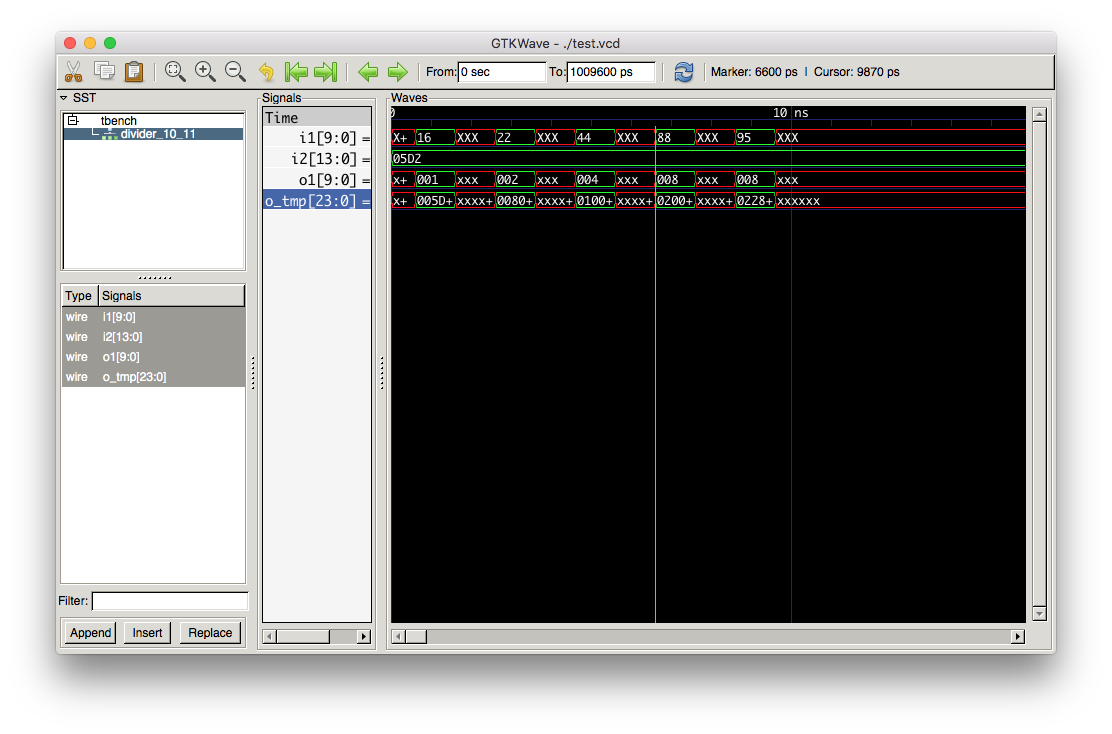 GTKWave - ./test.vcd
From: 0 sec To: 1009600 ps Marker: 6600 ps | Cursor: 9870 ps
SST
tbench
divider_10_11
Type Signals
wire i1[9:0]
wire i2[13:0]
wire o1[9:0]
wire o_tmp[23:0]
Filter:
Append Insert Replace
Signals
Time
i1[9:0] =
i2[13:0] =
o1[9:0] =
o_tmp[23:0] =
Waves
0 10 ns
X+ 16 XXX 22 XXX 44 XXX 88 XXX 95 XXX
05D2
x+ 001 xxx 002 xxx 004 xxx 008 xxx 008 xxx
x+ 005D+ xxxx+ 0080+ xxxx+ 0100+ xxxx+ 0200+ xxxx+ 0228+ xxxxxx